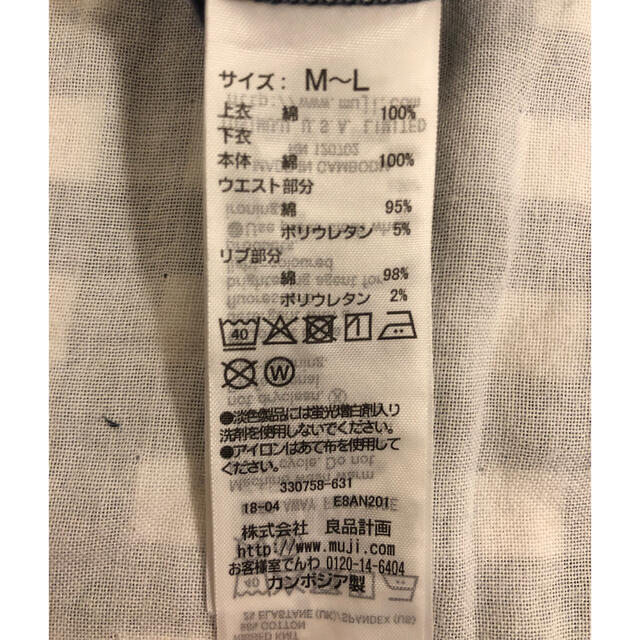 サイズ: M〜L
上衣 綿 100%
下衣
本体 綿 100%
ウエスト部分
綿 95%
ポリウレタン 5%
リブ部分
綿 98%
ポリウレタン 2%
40
W
●淡色製品には蛍光増白剤入り
洗剤を使用しないでください。
●アイロンはあて布を使用して
ください。
330759-631
18-04 E8AN201
株式会社 良品計画
http://www.muji.com
お客様室でんわ 0120-14-6404
カンボジア製